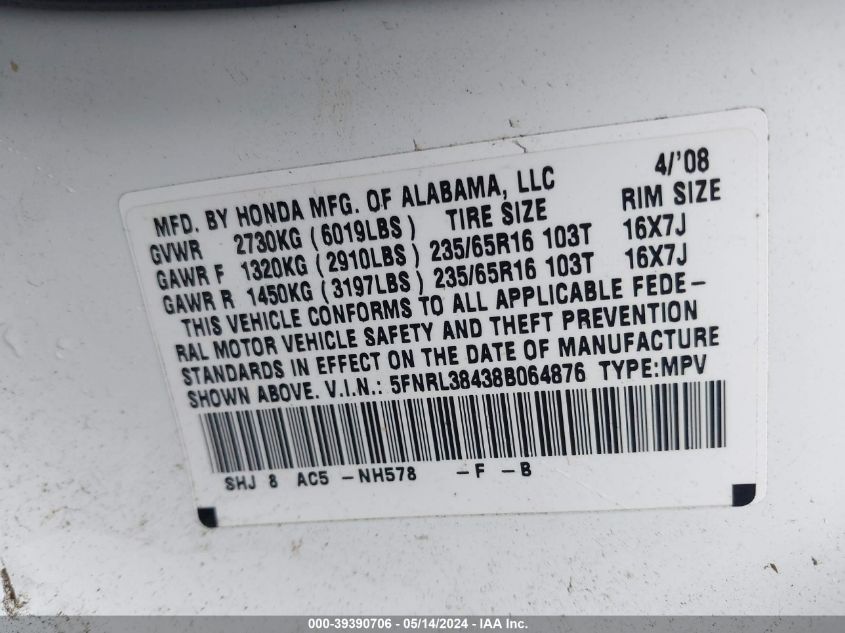 4/'08
MFD. BY HONDA MFG. OF ALABAMA, LLC
GVWR 2730KG (6019LBS) TIRE SIZE RIM SIZE
GAWR F 1320KG (2910LBS) 235/65R16 103T 16X7J
GAWR R 1450KG (3197LBS) 235/65R16 103T 16X7J
THIS VEHICLE CONFORMS TO ALL APPLICABLE FEDE-
RAL MOTOR VEHICLE SAFETY AND THEFT PREVENTION
STANDARDS IN EFFECT ON THE DATE OF MANUFACTURE
SHOWN ABOVE. V.I.N.: 5FNRL38438B064876 TYPE:MPV
SHJ 8 AC5 -NH578 -F -B
000-39390706 - 05/14/2024 - IAA Inc.